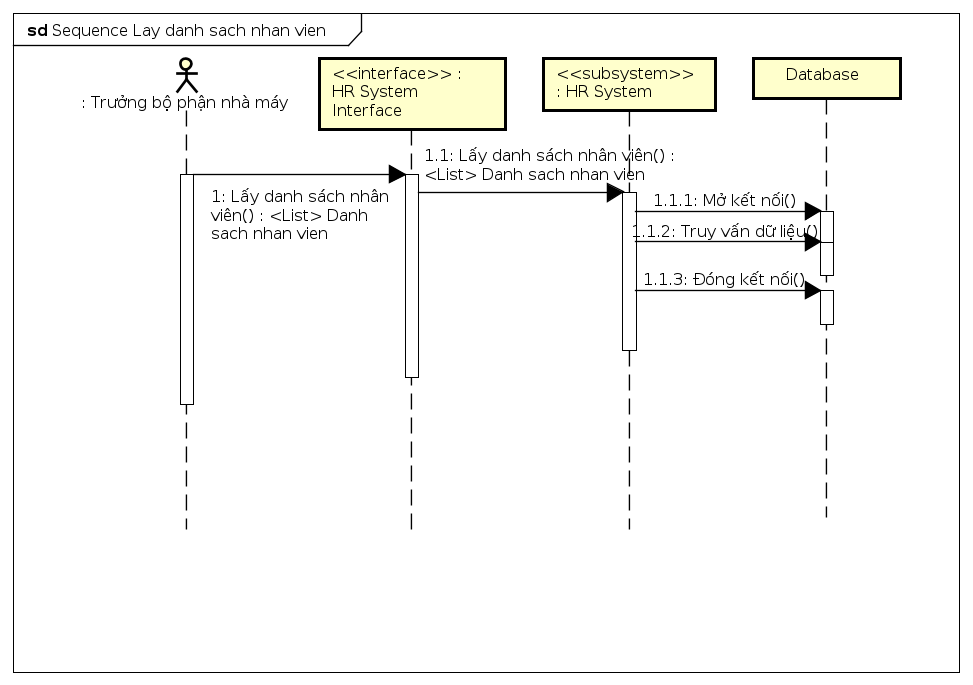 sd Sequence Lay danh sach nhan vien
: Trưởng bộ phận nhà máy
<<interface>> :
HR System
Interface
<<subsystem>>
: HR System
Database
1: Lấy danh sách nhân
viên() : <List> Danh
sach nhan vien
1.1: Lấy danh sách nhân viên() :
<List> Danh sach nhan vien
1.1.1: Mở kết nối()
1.1.2: Truy vấn dữ liệu()
1.1.3: Đóng kết nối()